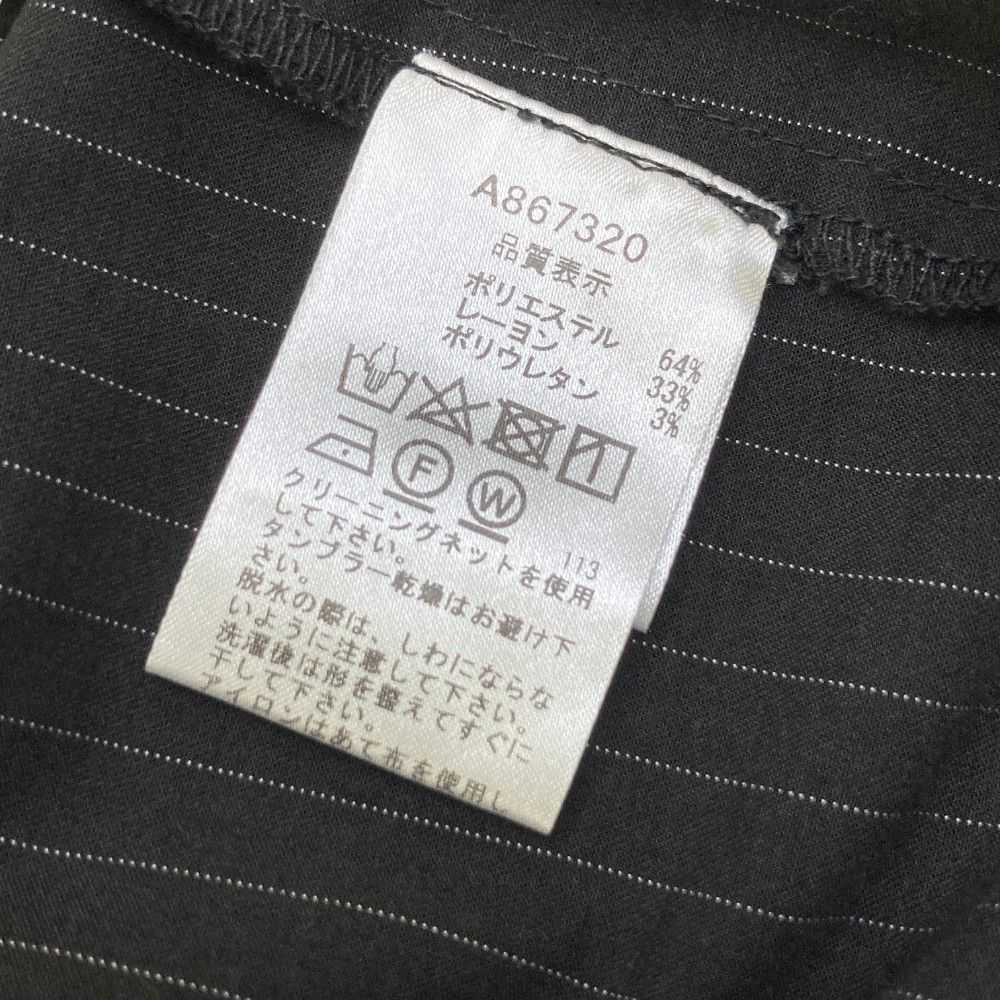 A867320
品質表示
ポリエステル 64%
レーヨン 33%
ポリウレタン 3%
F W
113
クリーニングネットを使用
して下さい。
タンブラー乾燥はお避け下
さい。
脱水の際は、しわにならな
いように注意して下さい。
洗濯後は形を整えてすぐに
干して下さい。
アイロンはあて布を使用し